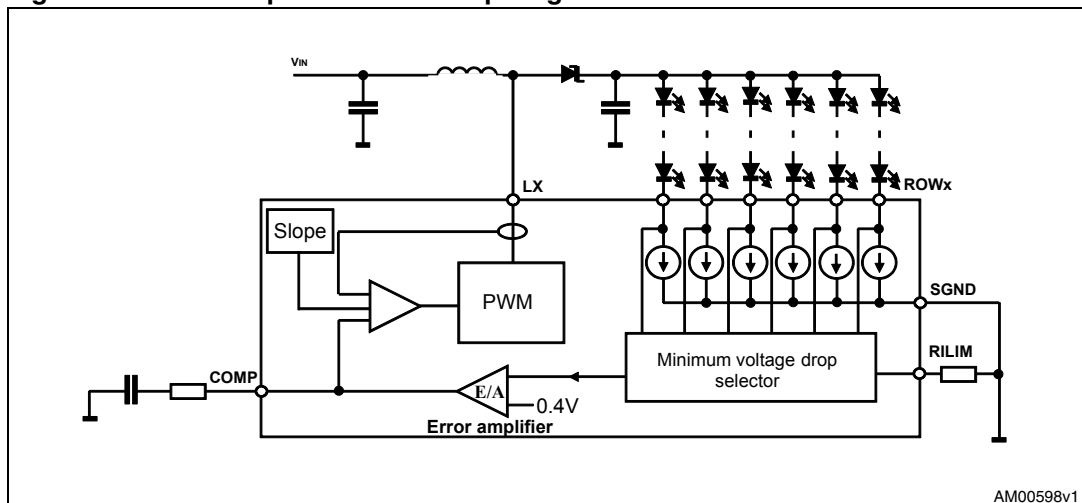 VIN
LX
ROWx
Slope
PWM
SGND
Minimum voltage drop
selector
RILIM
COMP
E/A
0.4V
Error amplifier
AM00598v1